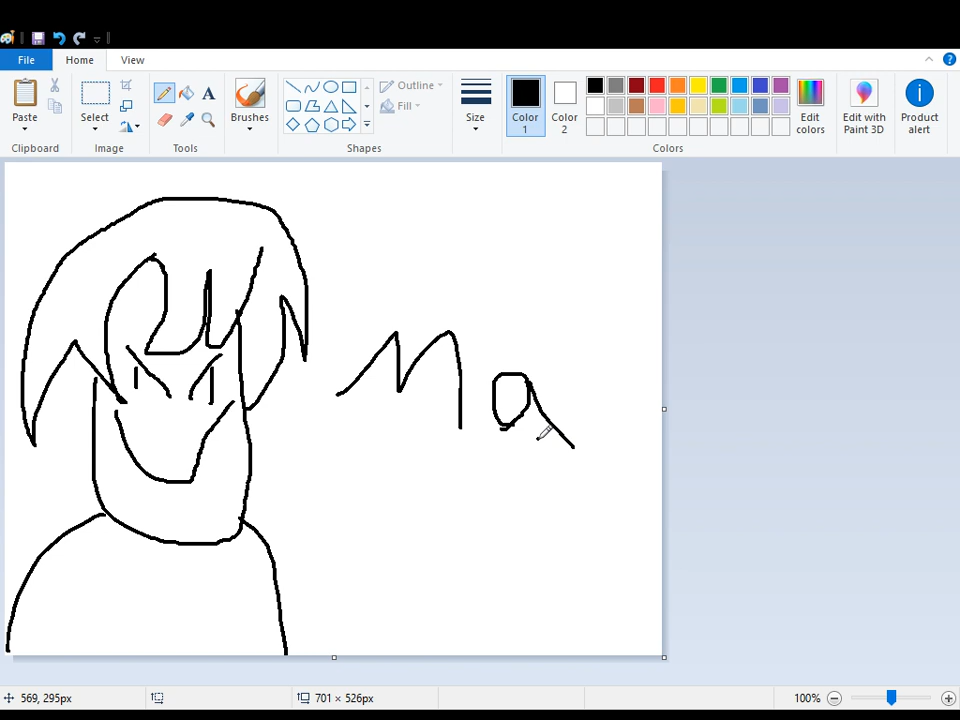 File Home View
Paste Select Brushes Outline Fill Size Color 1 Color 2 Edit colors Edit with Paint 3D Product alert
Clipboard Image Tools Shapes Colors
Ma
569, 295px 701 × 526px 100%